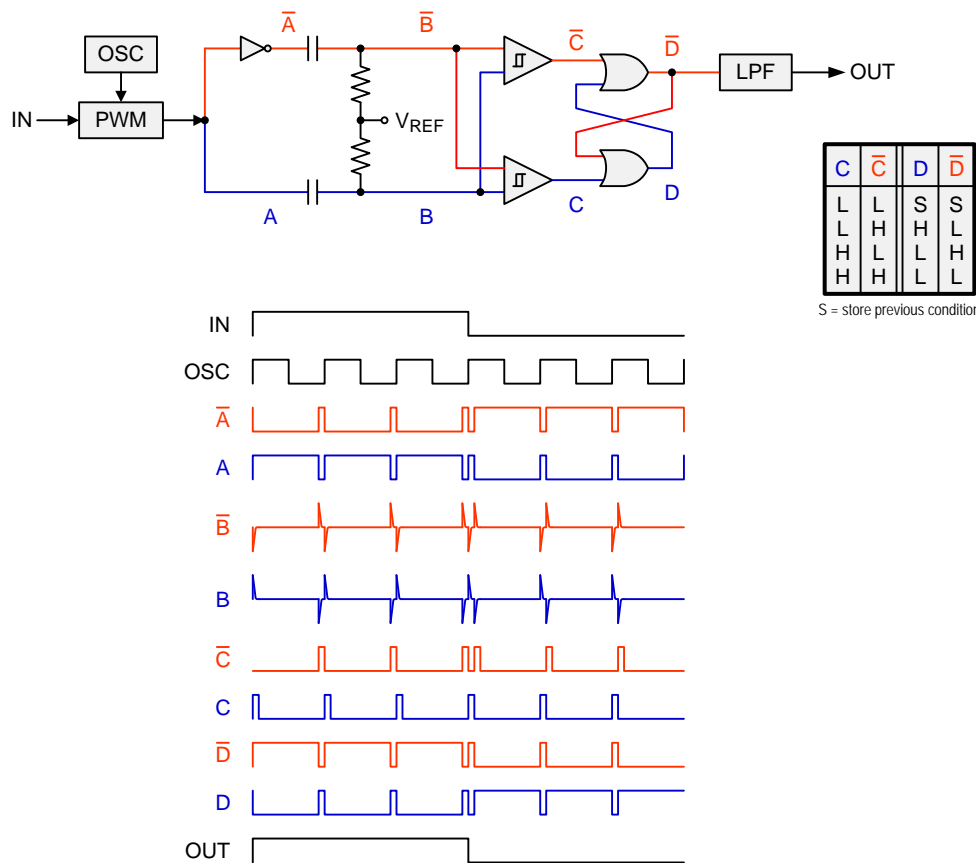 A̅ B̅ C̅ D̅
OSC
LPF OUT
IN PWM V_REF
A B C D
C C̅ D D̅
L L S S
L H H L
H L L H
H H L L
S = store previous condition
IN
OSC
A̅
A
B̅
B
C̅
C
D̅
D
OUT